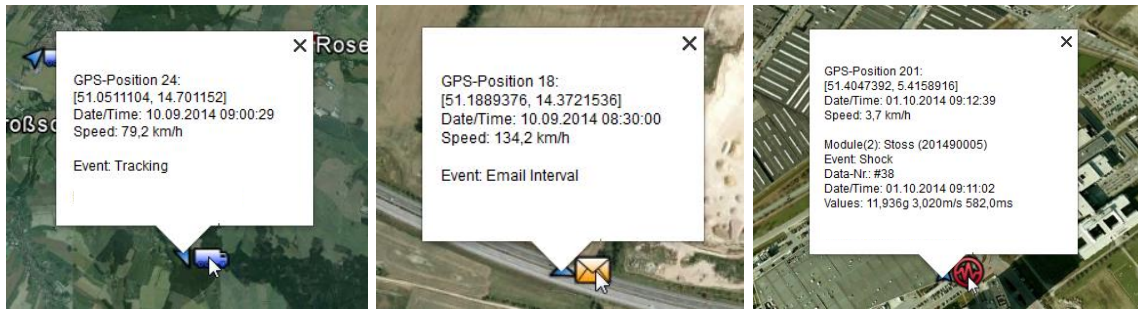 Rose
GPS-Position 24:
[51.0511104, 14.701152]
Date/Time: 10.09.2014 09:00:29
Speed: 79,2 km/h
Event: Tracking
GPS-Position 18:
[51.1889376, 14.3721536]
Date/Time: 10.09.2014 08:30:00
Speed: 134,2 km/h
Event: Email Interval
GPS-Position 201:
[51.4047392, 5.4158916]
Date/Time: 01.10.2014 09:12:39
Speed: 3,7 km/h
Module(2): Stoss (201490005)
Event: Shock
Data-Nr.: #38
Date/Time: 01.10.2014 09:11:02
Values: 11,936g 3,020m/s 582,0ms